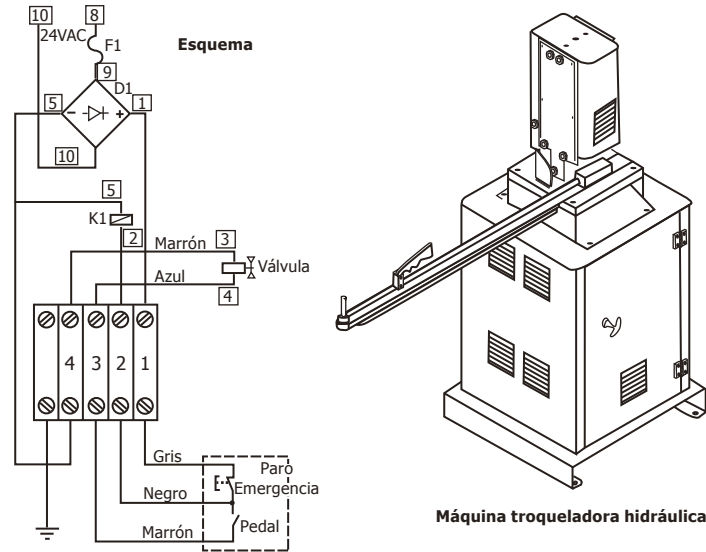 10
8
24VAC
F1
Esquema
9
D1
5
- +
1
10
5
K1
2
Marrón
3
Válvula
Azul
4
4 3 2 1
Gris
Paro
Emergencia
Negro
Pedal
Marrón
Máquina troqueladora hidráulica